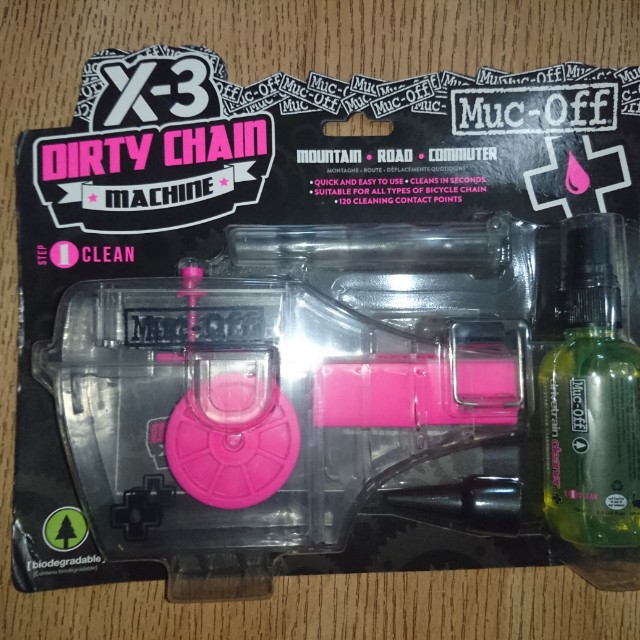 X-3
DIRTY CHAIN
MACHINE
Muc-Off
MOUNTAIN • ROAD • COMMUTER
MONTAGNE • ROUTE • DÉPLACEMENTS QUOTIDIENS
• QUICK AND EASY TO USE • CLEANS IN SECONDS
• SUITABLE FOR ALL TYPES OF BICYCLE CHAIN
• 120 CLEANING CONTACT POINTS
STEP 1 CLEAN
Muc-Off
Muc-Off
drivetrain cleaner
CLEAN
[biodegradable]